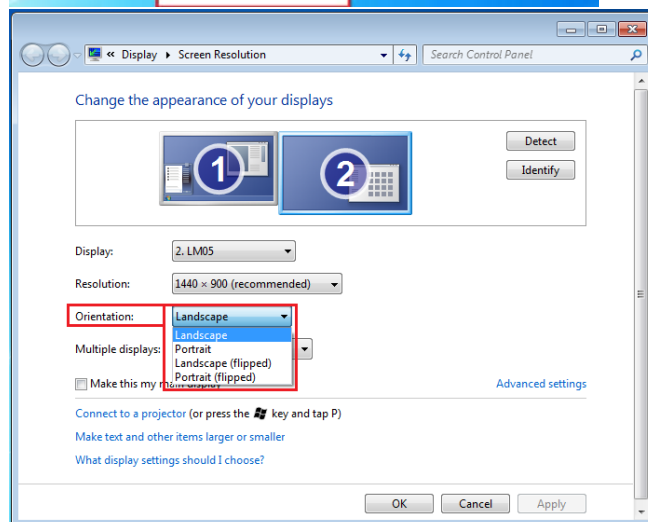 « Display ▸ Screen Resolution
Search Control Panel
Change the appearance of your displays
1
2
Detect
Identify
Display: 2. LM05
Resolution: 1440 × 900 (recommended)
Orientation: Landscape
Landscape
Portrait
Landscape (flipped)
Portrait (flipped)
Multiple displays:
Make this my main display
Advanced settings
Connect to a projector (or press the key and tap P)
Make text and other items larger or smaller
What display settings should I choose?
OK Cancel Apply